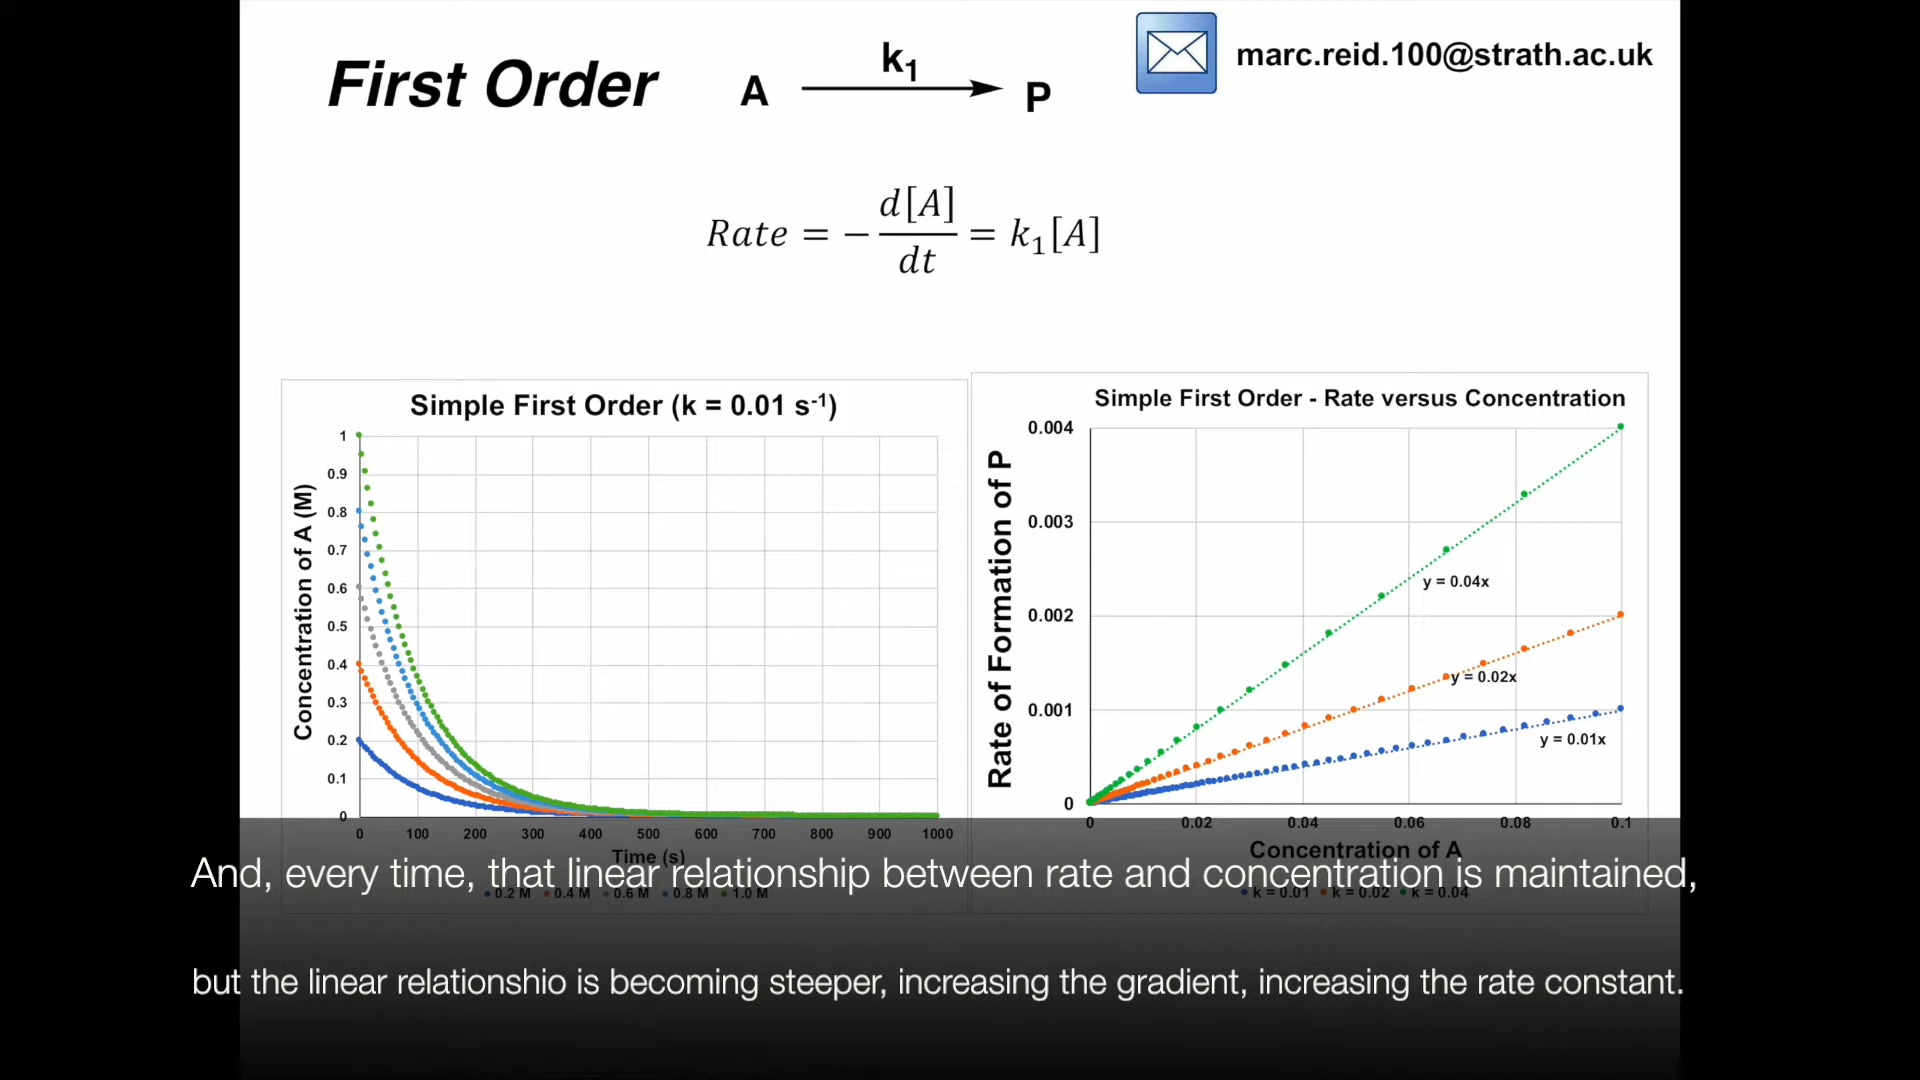 First Order
A
k1
P
marc.reid.100@strath.ac.uk
Rate = − d[A]/dt = k1[A]
Simple First Order (k = 0.01 s-1)
Concentration of A (M)
1
0.9
0.8
0.7
0.6
0.5
0.4
0.3
0.2
0.1
0
0 100 200 300 400 500 600 700 800 900 1000
Time (s)
0.2 M 0.4 M 0.6 M 0.8 M 1.0 M
Simple First Order - Rate versus Concentration
Rate of Formation of P
0.004
0.003
0.002
0.001
0
y = 0.04x
y = 0.02x
y = 0.01x
0 0.02 0.04 0.06 0.08 0.1
Concentration of A
k = 0.01 k = 0.02 k = 0.04
And, every time, that linear relationship between rate and concentration is maintained,
but the linear relationshio is becoming steeper, increasing the gradient, increasing the rate constant.